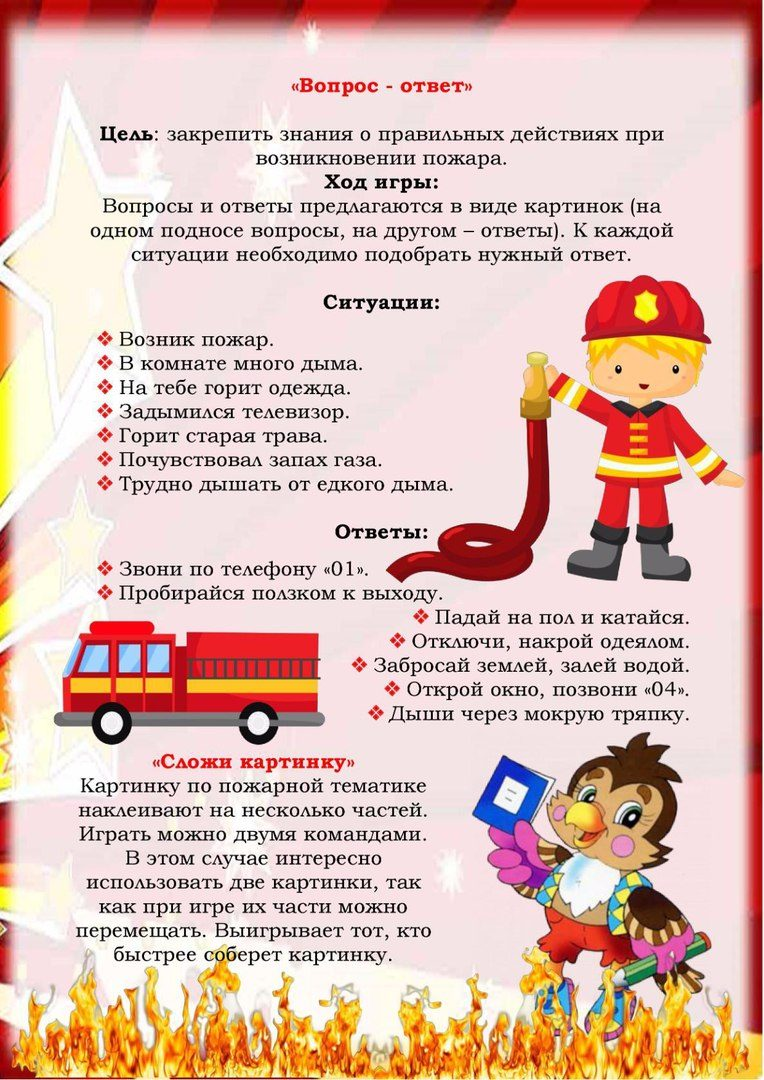 «Вопрос - ответ»
Цель: закрепить знания о правильных действиях при
возникновении пожара.
Ход игры:
Вопросы и ответы предлагаются в виде картинок (на
одном подносе вопросы, на другом – ответы). К каждой
ситуации необходимо подобрать нужный ответ.
Ситуации:
❖ Возник пожар.
❖ В комнате много дыма.
❖ На тебе горит одежда.
❖ Задымился телевизор.
❖ Горит старая трава.
❖ Почувствовал запах газа.
❖ Трудно дышать от едкого дыма.
Ответы:
❖ Звони по телефону «01».
❖ Пробирайся ползком к выходу.
❖ Падай на пол и катайся.
❖ Отключи, накрой одеялом.
❖ Забросай землей, залей водой.
❖ Открой окно, позвони «04».
❖ Дыши через мокрую тряпку.
«Сложи картинку»
Картинку по пожарной тематике
наклеивают на несколько частей.
Играть можно двумя командами.
В этом случае интересно
использовать две картинки, так
как при игре их части можно
перемещать. Выигрывает тот, кто
быстрее соберет картинку.